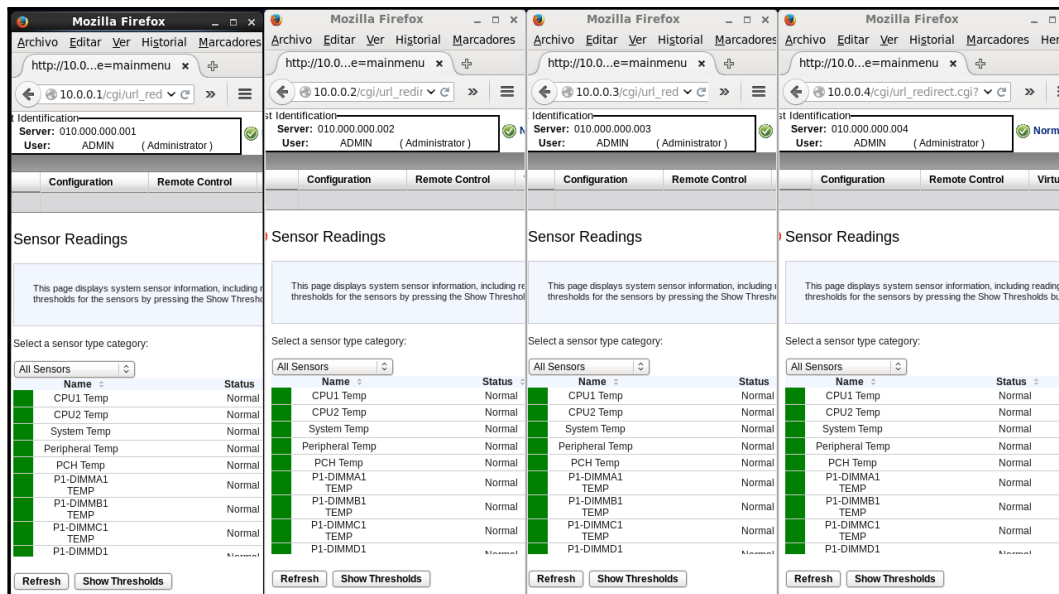 Mozilla Firefox
Archivo Editar Ver Historial Marcadores
http://10.0...e=mainmenu
10.0.0.1/cgi/url_red
t Identification
Server: 010.000.000.001
User: ADMIN ( Administrator )
Configuration Remote Control
Sensor Readings
This page displays system sensor information, including r
thresholds for the sensors by pressing the Show Thresho
Select a sensor type category:
All Sensors
Name Status
CPU1 Temp Normal
CPU2 Temp Normal
System Temp Normal
Peripheral Temp Normal
PCH Temp Normal
P1-DIMMA1
TEMP Normal
P1-DIMMB1
TEMP Normal
P1-DIMMC1
TEMP Normal
P1-DIMMD1 Normal
Refresh Show Thresholds
Mozilla Firefox
Archivo Editar Ver Historial Marcadores
http://10.0...e=mainmenu
10.0.0.2/cgi/url_redir
st Identification
Server: 010.000.000.002
User: ADMIN ( Administrator )
N
Configuration Remote Control
Sensor Readings
This page displays system sensor information, including re
thresholds for the sensors by pressing the Show Threshol
Select a sensor type category:
All Sensors
Name Status
CPU1 Temp Normal
CPU2 Temp Normal
System Temp Normal
Peripheral Temp Normal
PCH Temp Normal
P1-DIMMA1
TEMP Normal
P1-DIMMB1
TEMP Normal
P1-DIMMC1
TEMP Normal
P1-DIMMD1 Normal
Refresh Show Thresholds
Mozilla Firefox
Archivo Editar Ver Historial Marcadores
http://10.0...e=mainmenu
10.0.0.3/cgi/url_red
t Identification
Server: 010.000.000.003
User: ADMIN ( Administrator )
Configuration Remote Control
Sensor Readings
This page displays system sensor information, including r
thresholds for the sensors by pressing the Show Thresh
Select a sensor type category:
All Sensors
Name Status
CPU1 Temp Normal
CPU2 Temp Normal
System Temp Normal
Peripheral Temp Normal
PCH Temp Normal
P1-DIMMA1
TEMP Normal
P1-DIMMB1
TEMP Normal
P1-DIMMC1
TEMP Normal
P1-DIMMD1 Normal
Refresh Show Thresholds
Mozilla Firefox
Archivo Editar Ver Historial Marcadores Her
http://10.0...e=mainmenu
10.0.0.4/cgi/url_redirect.cgi?
st Identification
Server: 010.000.000.004
User: ADMIN ( Administrator )
Norm
Configuration Remote Control Virtu
Sensor Readings
This page displays system sensor information, including reading
thresholds for the sensors by pressing the Show Thresholds bu
Select a sensor type category:
All Sensors
Name Status
CPU1 Temp Normal
CPU2 Temp Normal
System Temp Normal
Peripheral Temp Normal
PCH Temp Normal
P1-DIMMA1
TEMP Normal
P1-DIMMB1
TEMP Normal
P1-DIMMC1
TEMP Normal
P1-DIMMD1 Normal
Refresh Show Thresholds